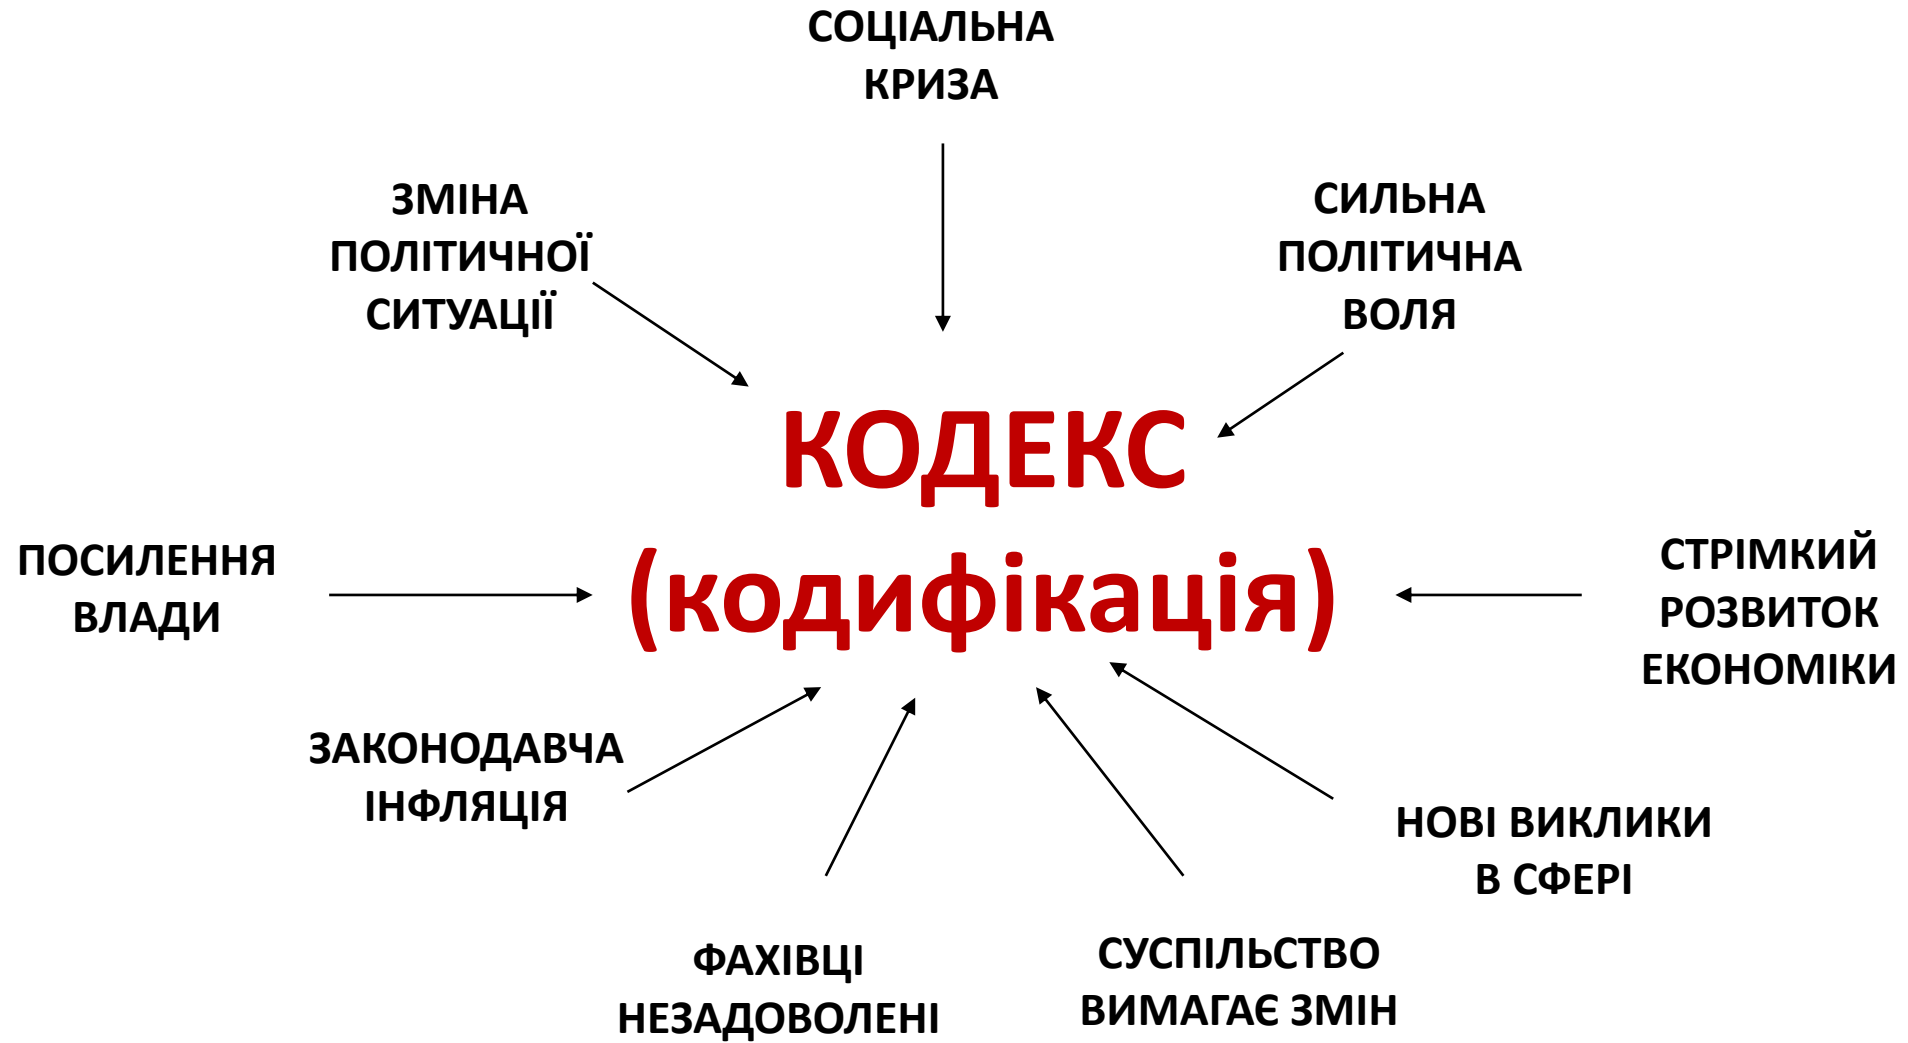 СОЦІАЛЬНА
КРИЗА
ЗМІНА
ПОЛІТИЧНОЇ
СИТУАЦІЇ
СИЛЬНА
ПОЛІТИЧНА
ВОЛЯ
КОДЕКС
(кодифікація)
ПОСИЛЕННЯ
ВЛАДИ
СТРІМКИЙ
РОЗВИТОК
ЕКОНОМІКИ
ЗАКОНОДАВЧА
ІНФЛЯЦІЯ
НОВІ ВИКЛИКИ
В СФЕРІ
ФАХІВЦІ
НЕЗАДОВОЛЕНІ
СУСПІЛЬСТВО
ВИМАГАЄ ЗМІН